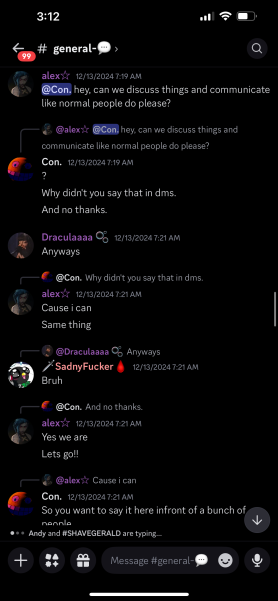 3:12
99
# general-💬 ›
alex☆ 12/13/2024 7:19 AM
@Con. hey, can we discuss things and communicate
like normal people do please?
@alex☆ @Con. hey, can we discuss things and
communicate like normal people do please?
Con. 12/13/2024 7:19 AM
?
Why didn't you say that in dms.
And no thanks.
Draculaaaa 12/13/2024 7:21 AM
Anyways
@Con. Why didn't you say that in dms.
alex☆ 12/13/2024 7:21 AM
Cause i can
Same thing
@Draculaaaa Anyways
🗡️SadnyFucker🩸 12/13/2024 7:21 AM
Bruh
@Con. And no thanks.
alex☆ 12/13/2024 7:21 AM
Yes we are
Lets go!!
@alex☆ Cause i can
Con. 12/13/2024 7:21 AM
So you want to say it here infront of a bunch of
people
Andy and #SHAVEGERALD are typing...
Message #general-💬